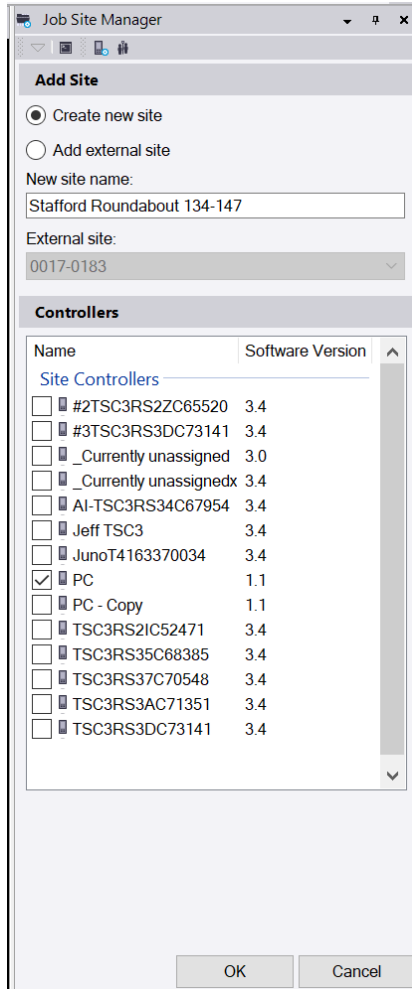 Job Site Manager
Add Site
Create new site
Add external site
New site name:
Stafford Roundabout 134-147
External site:
0017-0183
Controllers
Name Software Version
Site Controllers
#2TSC3RS2ZC65520 3.4
#3TSC3RS3DC73141 3.4
_Currently unassigned 3.0
_Currently unassignedx 3.4
AI-TSC3RS34C67954 3.4
Jeff TSC3 3.4
JunoT4163370034 3.4
PC 1.1
PC - Copy 1.1
TSC3RS2IC52471 3.4
TSC3RS35C68385 3.4
TSC3RS37C70548 3.4
TSC3RS3AC71351 3.4
TSC3RS3DC73141 3.4
OK Cancel